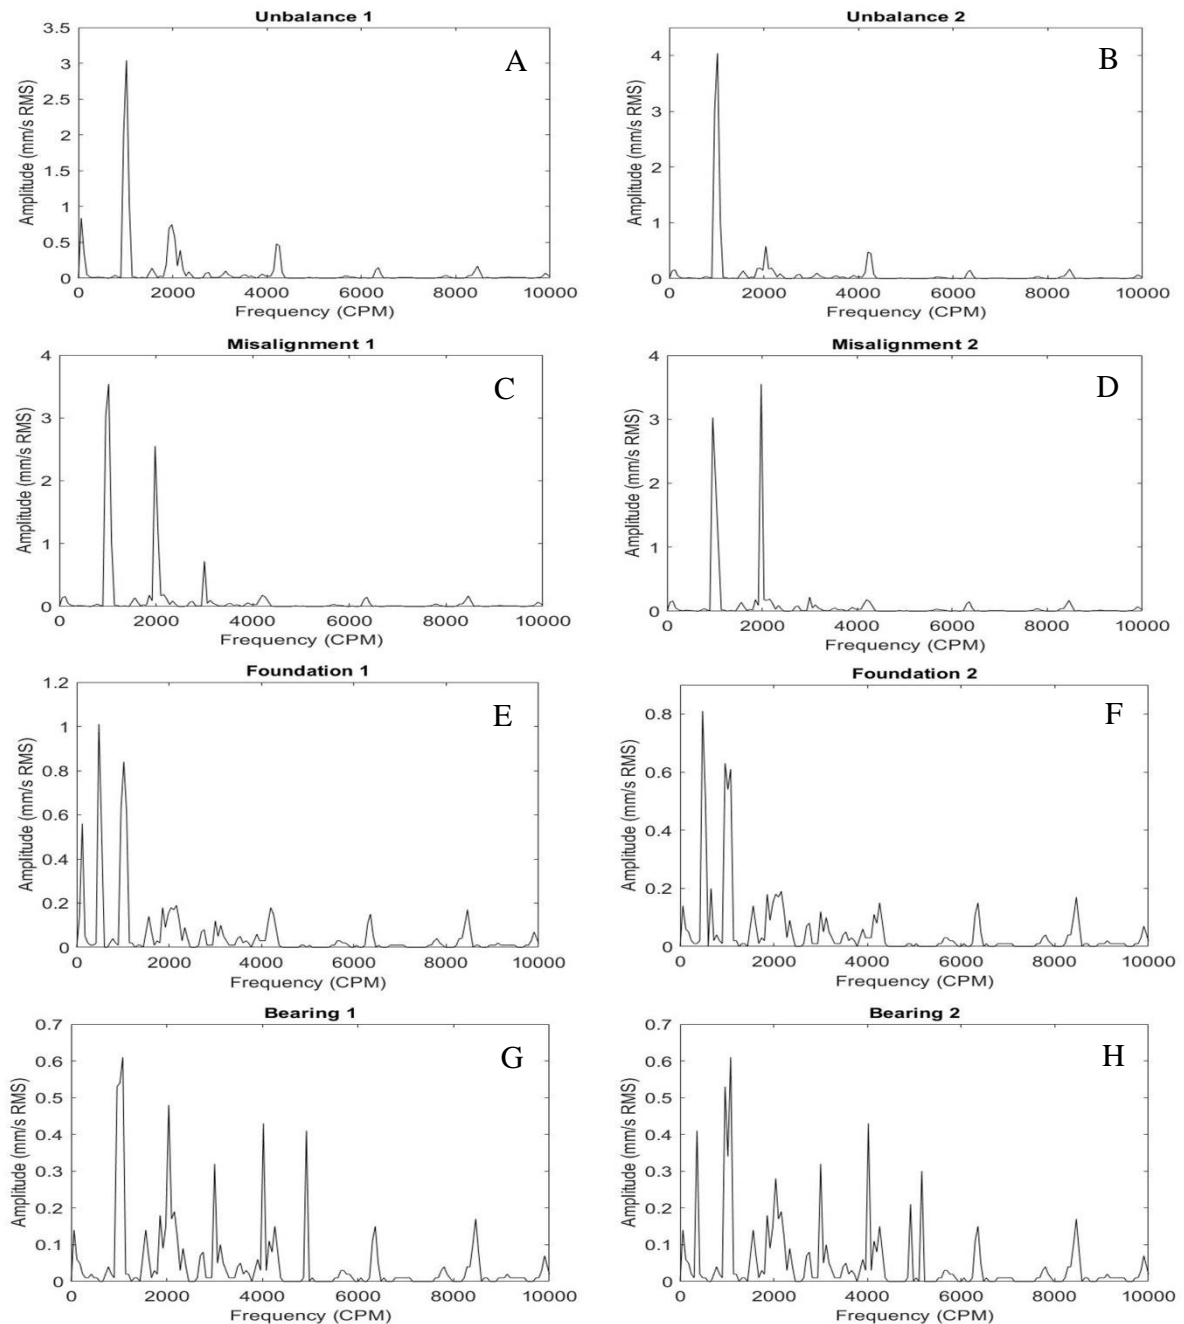 Unbalance 1
A
3.5
3
2.5
2
1.5
1
0.5
0
Amplitude (mm/s RMS)
0 2000 4000 6000 8000 10000
Frequency (CPM)
Unbalance 2
B
4
3
2
1
0
Amplitude (mm/s RMS)
0 2000 4000 6000 8000 10000
Frequency (CPM)
Misalignment 1
C
4
3
2
1
0
Amplitude (mm/s RMS)
0 2000 4000 6000 8000 10000
Frequency (CPM)
Misalignment 2
D
4
3
2
1
0
Amplitude (mm/s RMS)
0 2000 4000 6000 8000 10000
Frequency (CPM)
Foundation 1
E
1.2
1
0.8
0.6
0.4
0.2
0
Amplitude (mm/s RMS)
0 2000 4000 6000 8000 10000
Frequency (CPM)
Foundation 2
F
0.8
0.6
0.4
0.2
0
Amplitude (mm/s RMS)
0 2000 4000 6000 8000 10000
Frequency (CPM)
Bearing 1
G
0.7
0.6
0.5
0.4
0.3
0.2
0.1
0
Amplitude (mm/s RMS)
0 2000 4000 6000 8000 10000
Frequency (CPM)
Bearing 2
H
0.7
0.6
0.5
0.4
0.3
0.2
0.1
0
Amplitude (mm/s RMS)
0 2000 4000 6000 8000 10000
Frequency (CPM)